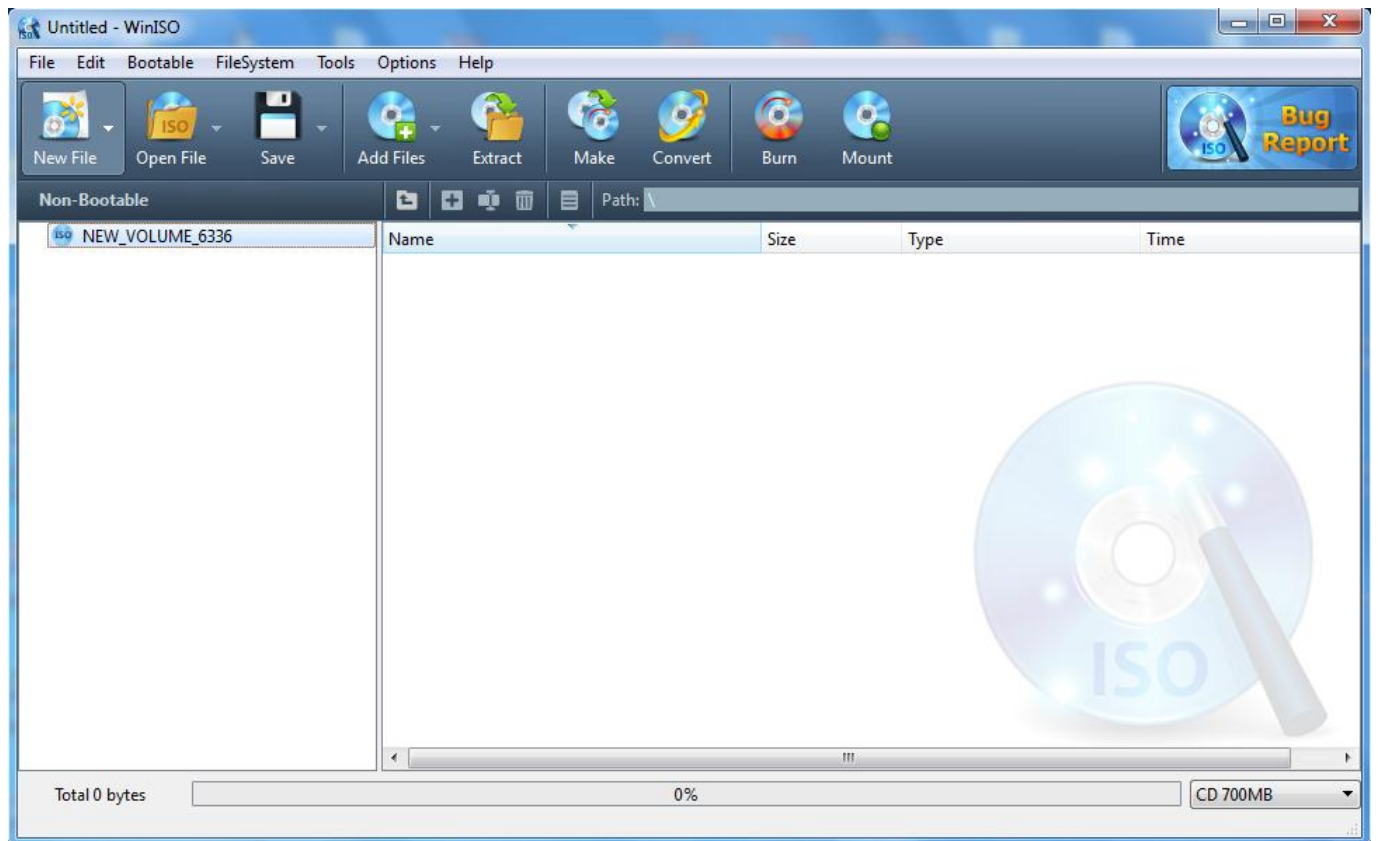 Untitled - WinISO
File Edit Bootable FileSystem Tools Options Help
ISO
New File Open File Save Add Files Extract Make Convert Burn Mount
ISO Bug Report
Non-Bootable Path: \
ISO NEW_VOLUME_6336
Name Size Type Time
ISO
Total 0 bytes 0% CD 700MB